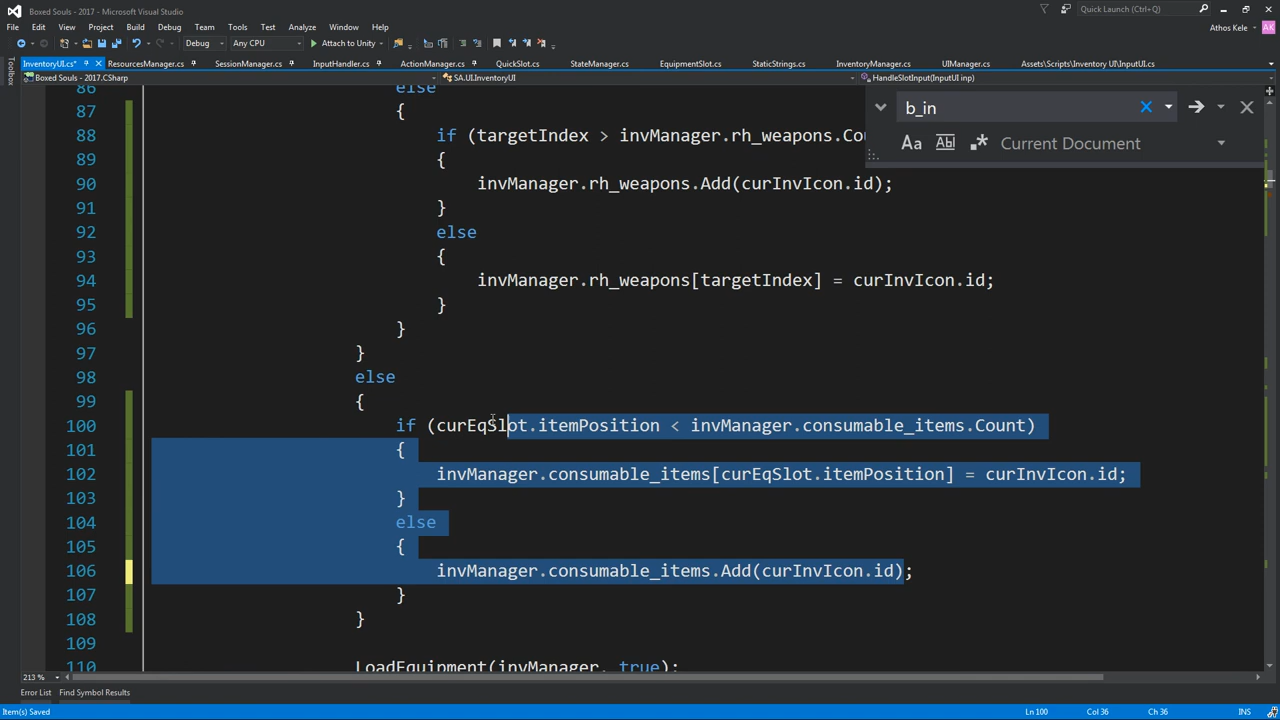 Boxed Souls - Microsoft Visual Studio
Quick Launch (Ctrl+Q)
File Edit View Project Build Debug Team Tools Test Analyze Window Help
Athos Kele AK
Debug Any CPU Attach to Unity
InventoryUI.cs* ResourcesManager.cs SessionManager.cs InputHandler.cs ActionManager.cs QuickSlot.cs StateManager.cs EquipmentSlot.cs StaticStrings.cs InventoryManager.cs UIManager.cs Assets\Scripts\Inventory UI\InputUI.cs
Toolbox
Boxed Souls - 2017.CSharp SA.UI.InventoryUI HandleSlotInput(InputUI inp)
b_in
Aa Abl .* Current Document
86 else
87 {
88 if (targetIndex > invManager.rh_weapons.Cou
89 {
90 invManager.rh_weapons.Add(curInvIcon.id);
91 }
92 else
93 {
94 invManager.rh_weapons[targetIndex] = curInvIcon.id;
95 }
96 }
97 }
98 else
99 {
100 if (curEqSlot.itemPosition < invManager.consumable_items.Count)
101 {
102 invManager.consumable_items[curEqSlot.itemPosition] = curInvIcon.id;
103 }
104 else
105 {
106 invManager.consumable_items.Add(curInvIcon.id);
107 }
108 }
109
110 LoadEquipment(invManager, true);
213 %
Error List Find Symbol Results
Item(s) Saved Ln 100 Col 36 Ch 36 INS